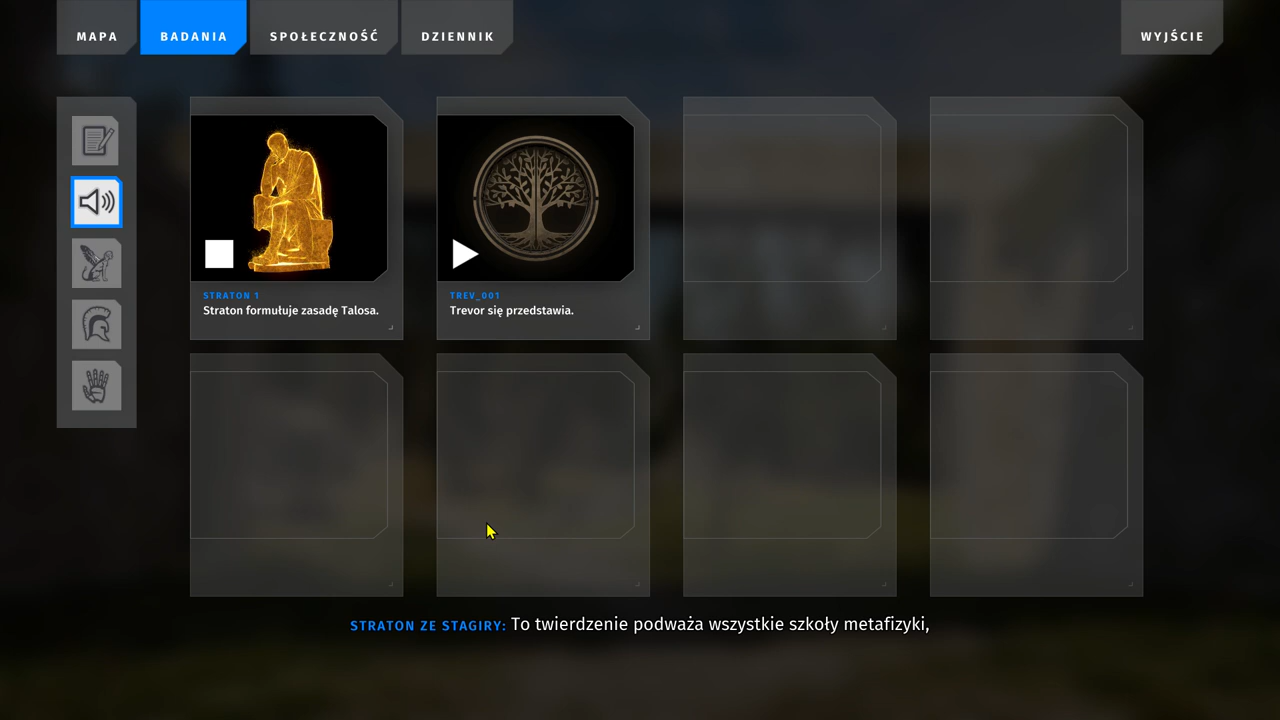 MAPA
BADANIA
SPOŁECZNOŚĆ
DZIENNIK
WYJŚCIE
STRATON 1
Straton formułuje zasadę Talosa.
TREV_001
Trevor się przedstawia.
STRATON ZE STAGIRY: To twierdzenie podważa wszystkie szkoły metafizyki,